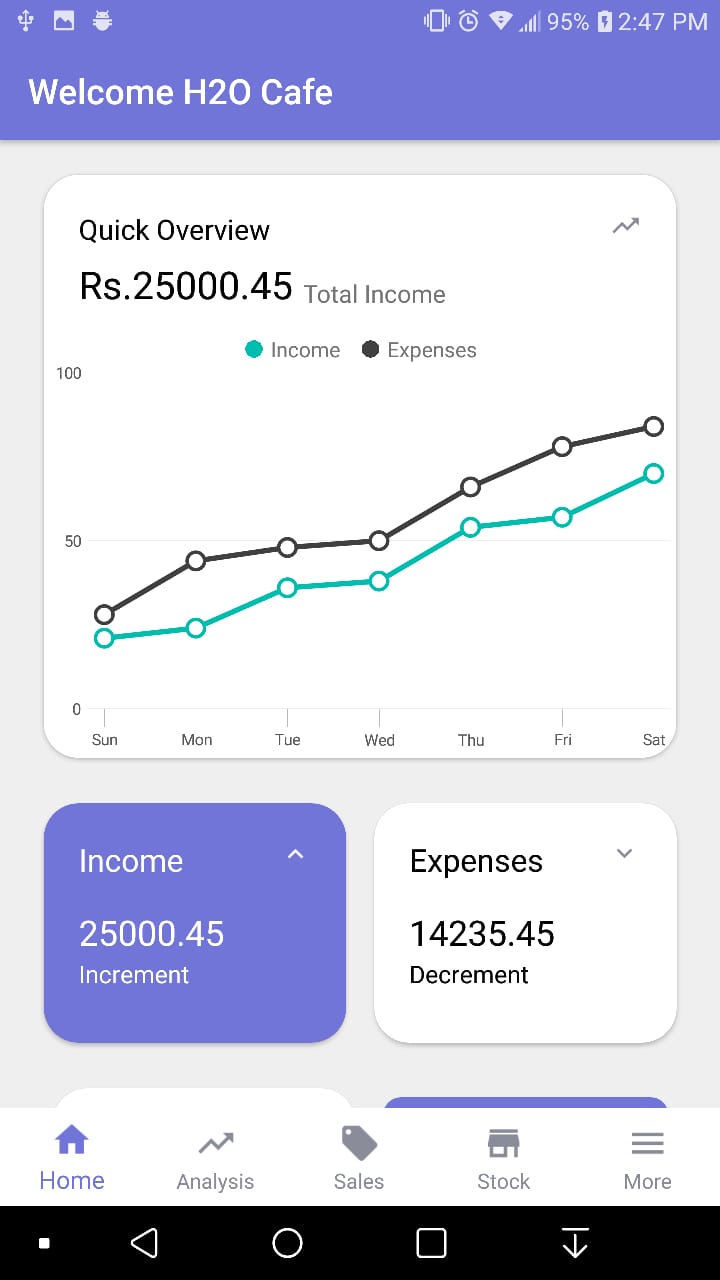 95% 2:47 PM
Welcome H2O Cafe
Quick Overview
Rs.25000.45 Total Income
Income Expenses
100
50
0
Sun Mon Tue Wed Thu Fri Sat
Income Expenses
25000.45 14235.45
Increment Decrement
Home Analysis Sales Stock More